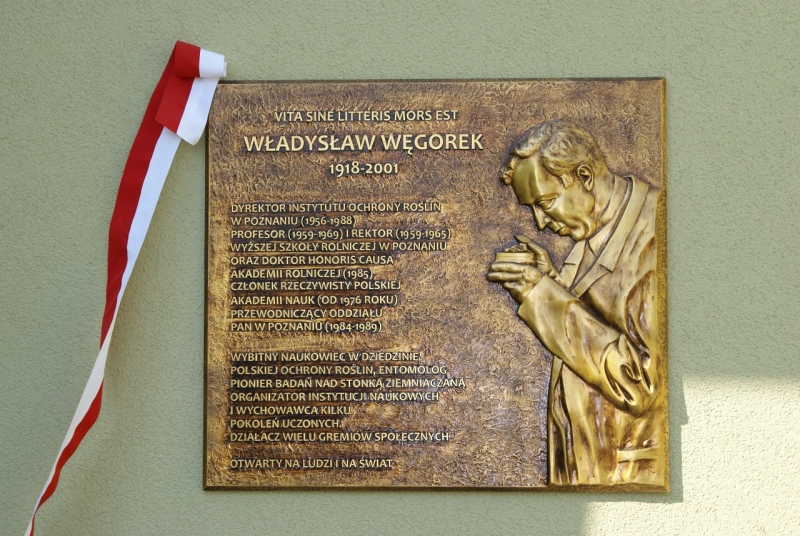 VITA SINE LITTERIS MORS EST
WŁADYSŁAW WĘGOREK
1918-2001
DYREKTOR INSTYTUTU OCHRONY ROŚLIN
W POZNANIU (1956-1988)
PROFESOR (1959-1969) I REKTOR (1959-1965)
WYŻSZEJ SZKOŁY ROLNICZEJ W POZNANIU
ORAZ DOKTOR HONORIS CAUSA
AKADEMII ROLNICZEJ (1985)
CZŁONEK RZECZYWISTY POLSKIEJ
AKADEMII NAUK (OD 1976 ROKU)
PRZEWODNICZĄCY ODDZIAŁU
PAN W POZNANIU (1984-1989)
WYBITNY NAUKOWIEC W DZIEDZINIE
POLSKIEJ OCHRONY ROŚLIN, ENTOMOLOG,
PIONIER BADAŃ NAD STONKĄ ZIEMNIACZANĄ
ORGANIZATOR INSTYTUCJI NAUKOWYCH
I WYCHOWAWCA KILKU
POKOLEŃ UCZONYCH.
DZIAŁACZ WIELU GREMIÓW SPOŁECZNYCH
OTWARTY NA LUDZI I NA ŚWIAT